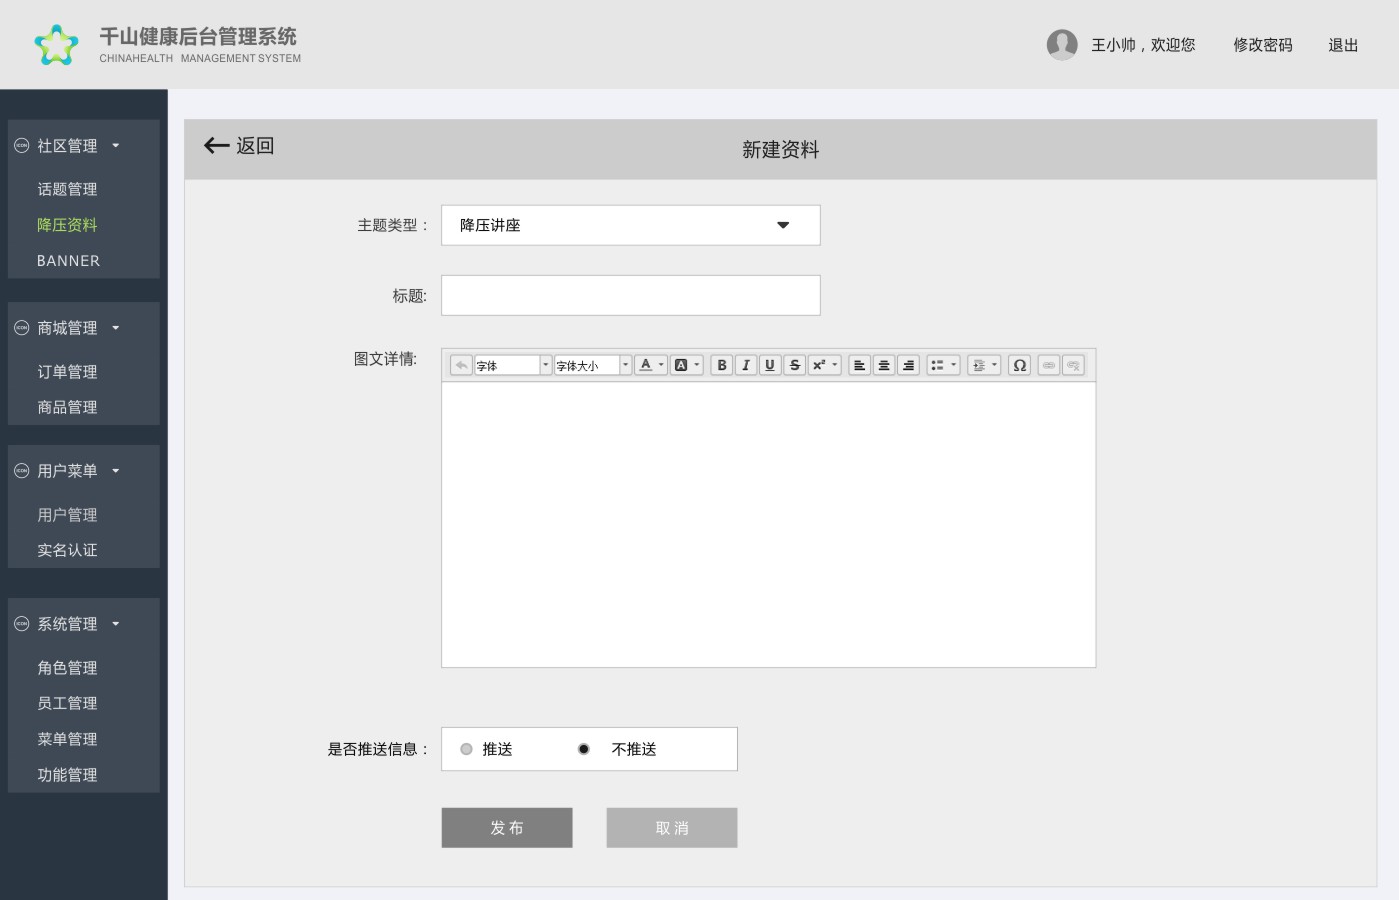 千山健康后台管理系统
CHINAHEALTH MANAGEMENT SYSTEM
王小帅，欢迎您
修改密码
退出
ICON 社区管理
话题管理
降压资料
BANNER
ICON 商城管理
订单管理
商品管理
ICON 用户菜单
用户管理
实名认证
ICON 系统管理
角色管理
员工管理
菜单管理
功能管理
返回
新建资料
主题类型：
降压讲座
标题:
图文详情:
字体 字体大小 A A B I U S x² Ω
是否推送信息：
推送 不推送
发布 取消